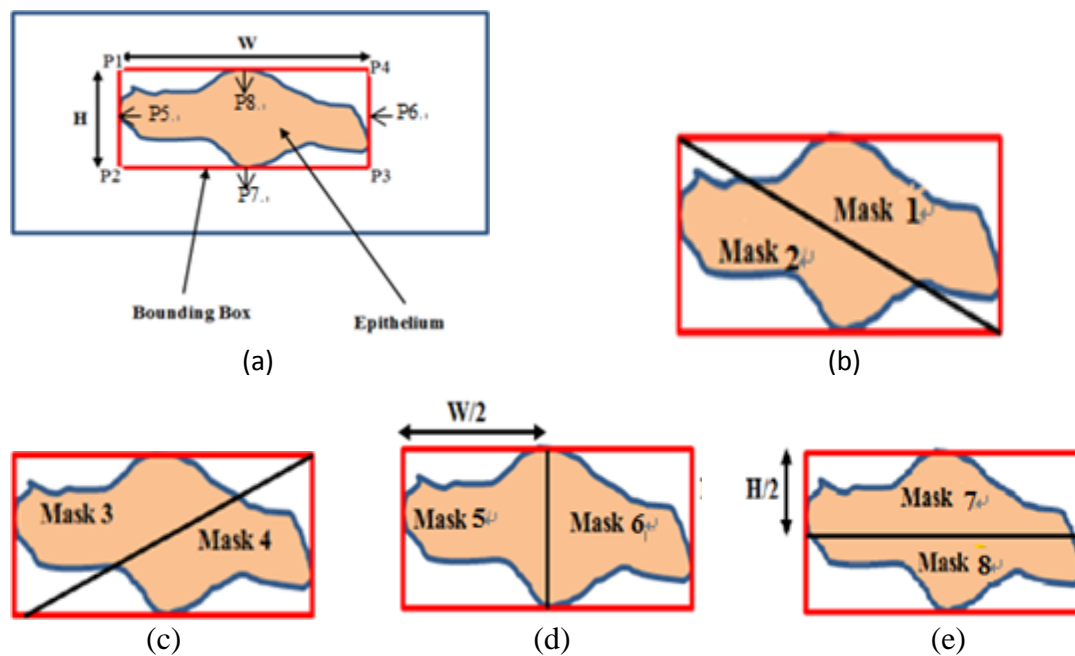 W
P1
P4
P8
H
P5
P6
P2
P3
P7
Bounding Box
Epithelium
(a)
Mask 1
Mask 2
(b)
Mask 3
Mask 4
(c)
W/2
Mask 5
Mask 6
(d)
H/2
Mask 7
Mask 8
(e)